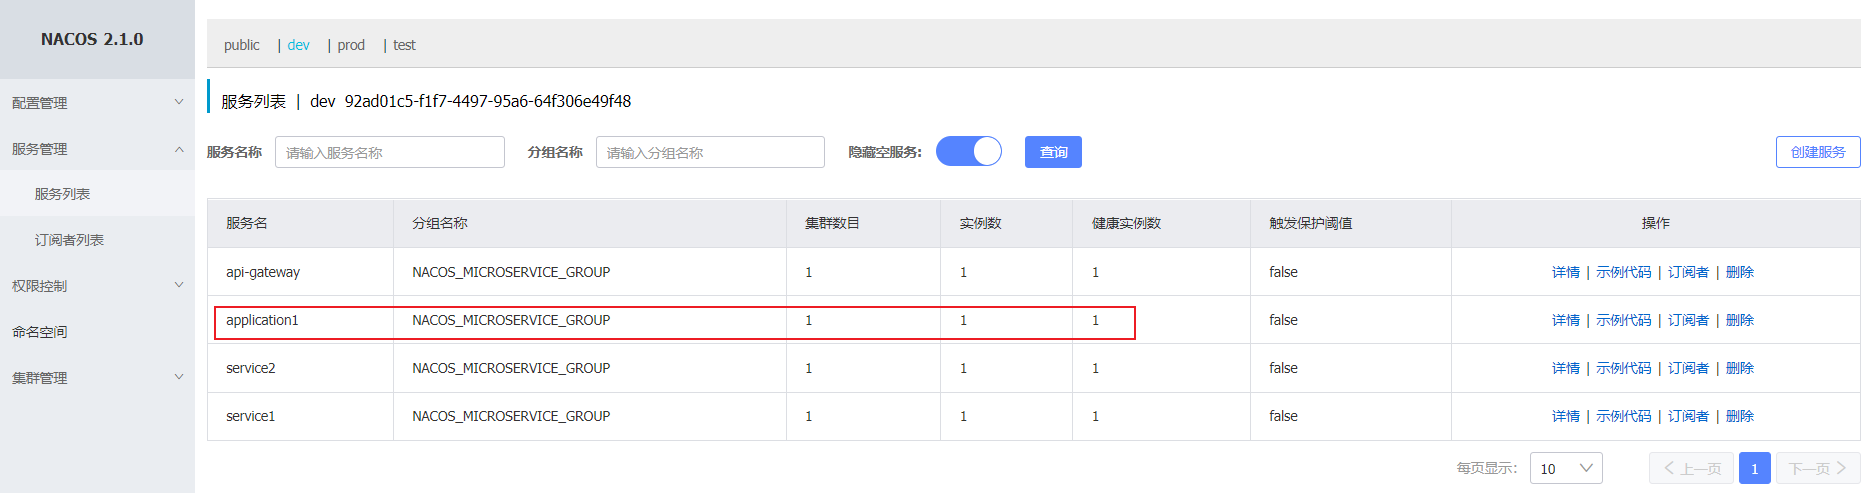 NACOS 2.1.0
配置管理
服务管理
服务列表
订阅者列表
权限控制
命名空间
集群管理
public | dev | prod | test
服务列表 | dev 92ad01c5-f1f7-4497-95a6-64f306e49f48
服务名称 请输入服务名称 分组名称 请输入分组名称 隐藏空服务: 查询 创建服务
服务名 分组名称 集群数目 实例数 健康实例数 触发保护阈值 操作
api-gateway NACOS_MICROSERVICE_GROUP 1 1 1 false 详情 | 示例代码 | 订阅者 | 删除
application1 NACOS_MICROSERVICE_GROUP 1 1 1 false 详情 | 示例代码 | 订阅者 | 删除
service2 NACOS_MICROSERVICE_GROUP 1 1 1 false 详情 | 示例代码 | 订阅者 | 删除
service1 NACOS_MICROSERVICE_GROUP 1 1 1 false 详情 | 示例代码 | 订阅者 | 删除
每页显示: 10 上一页 1 下一页